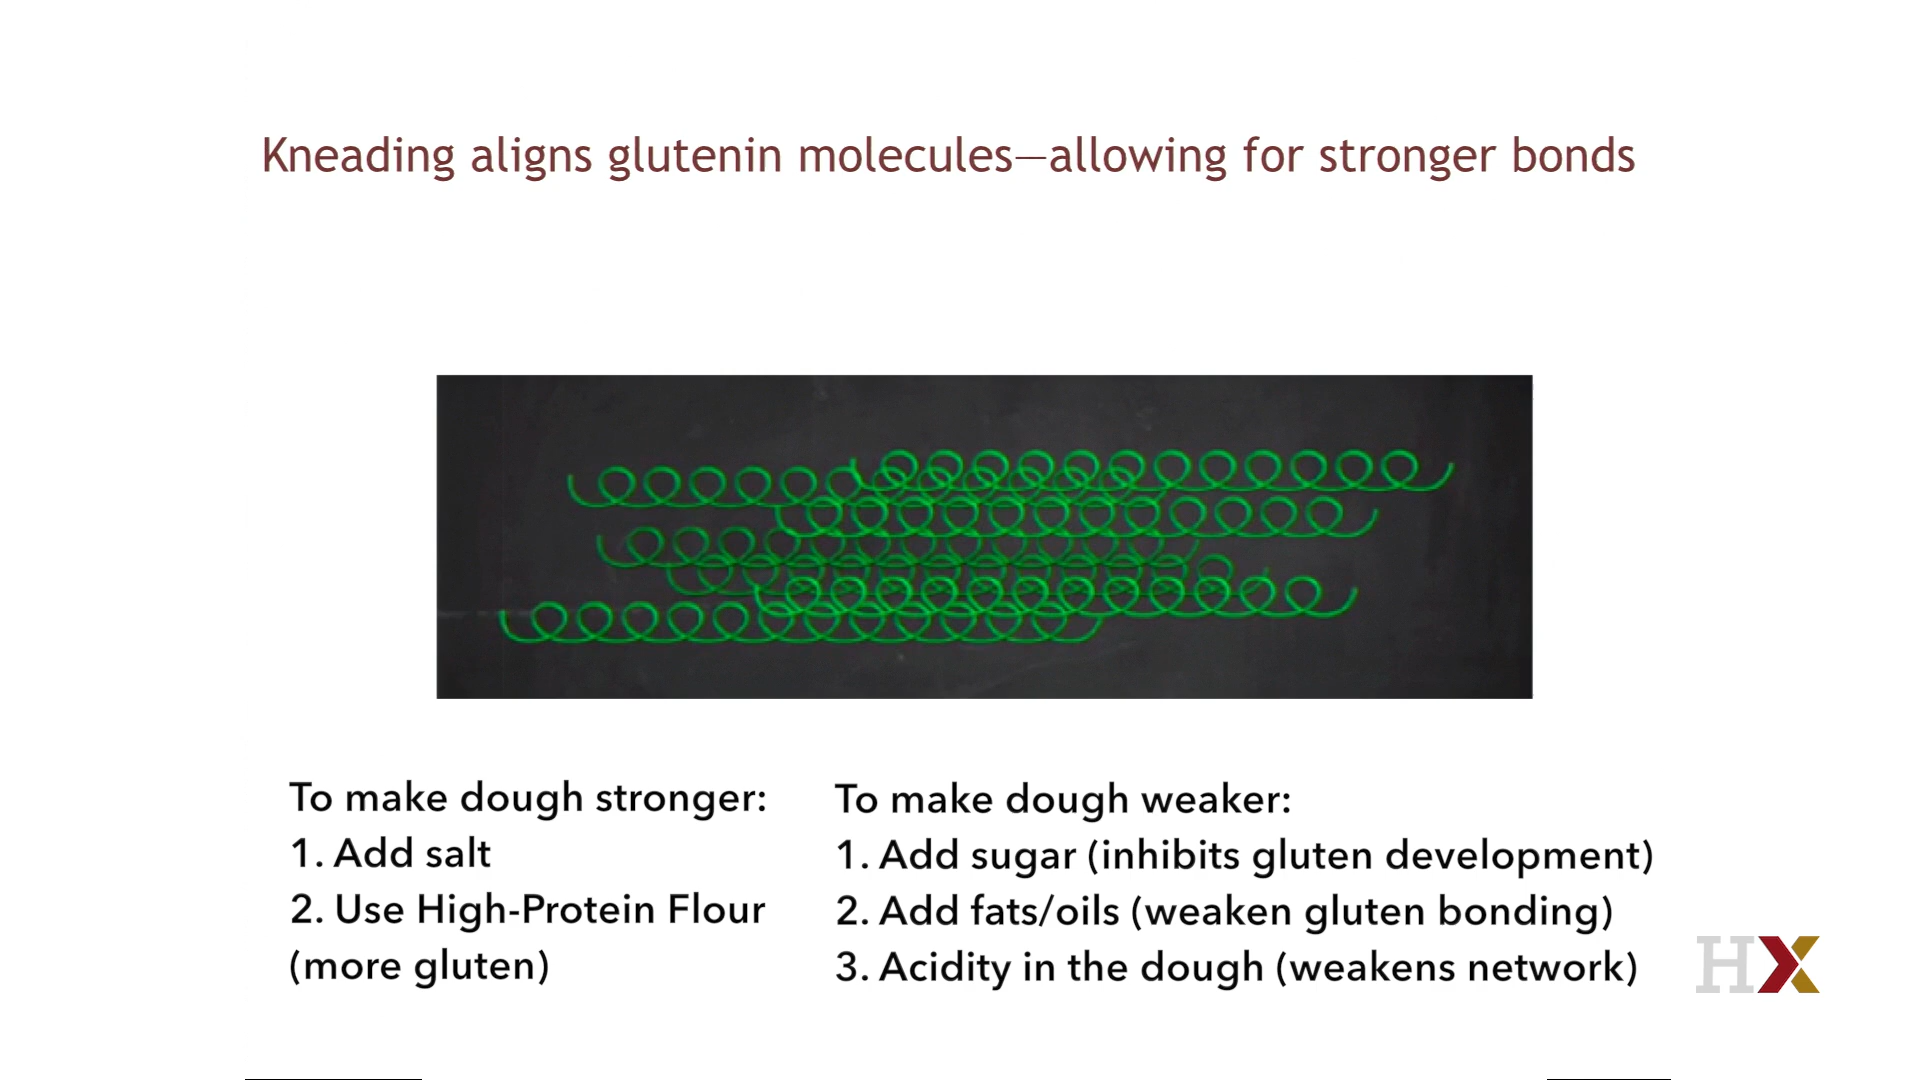 Kneading aligns glutenin molecules—allowing for stronger bonds
To make dough stronger:
1. Add salt
2. Use High-Protein Flour
(more gluten)
To make dough weaker:
1. Add sugar (inhibits gluten development)
2. Add fats/oils (weaken gluten bonding)
3. Acidity in the dough (weakens network)
HX